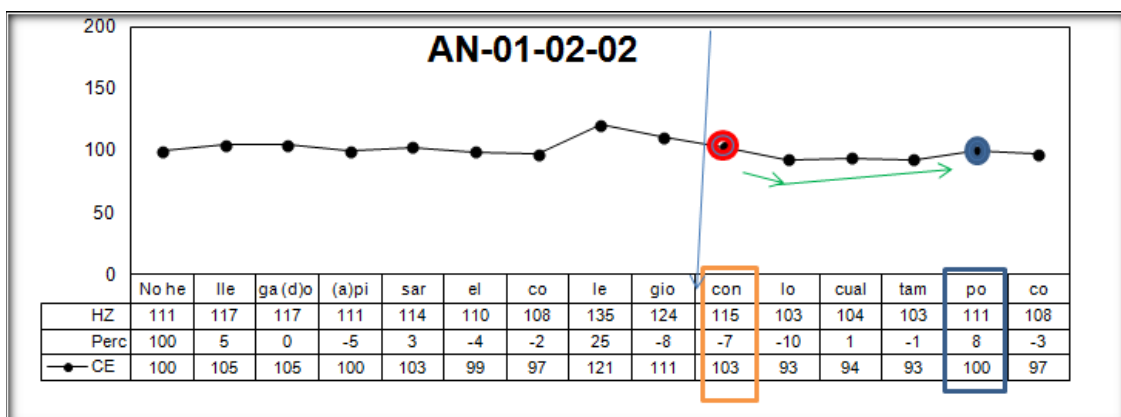 AN-01-02-02
200
150
100
50
0
No he lle ga (d)o (a)pi sar el co le gio con lo cual tam po co
HZ 111 117 117 111 114 110 108 135 124 115 103 104 103 111 108
Perc 100 5 0 -5 3 -4 -2 25 -8 -7 -10 1 -1 8 -3
CE 100 105 105 100 103 99 97 121 111 103 93 94 93 100 97